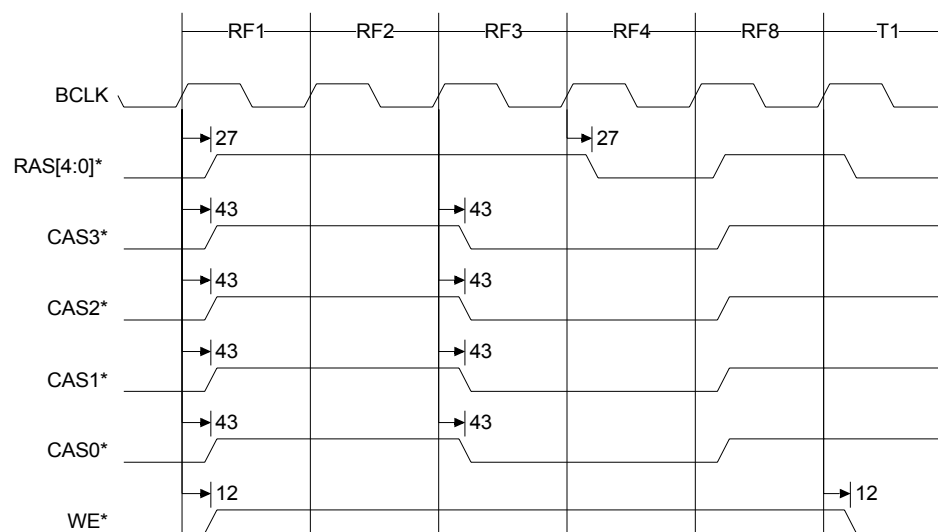 RF1 RF2 RF3 RF4 RF8 T1
BCLK
27 27
RAS[4:0]*
43 43
CAS3*
43 43
CAS2*
43 43
CAS1*
43 43
CAS0*
12 12
WE*